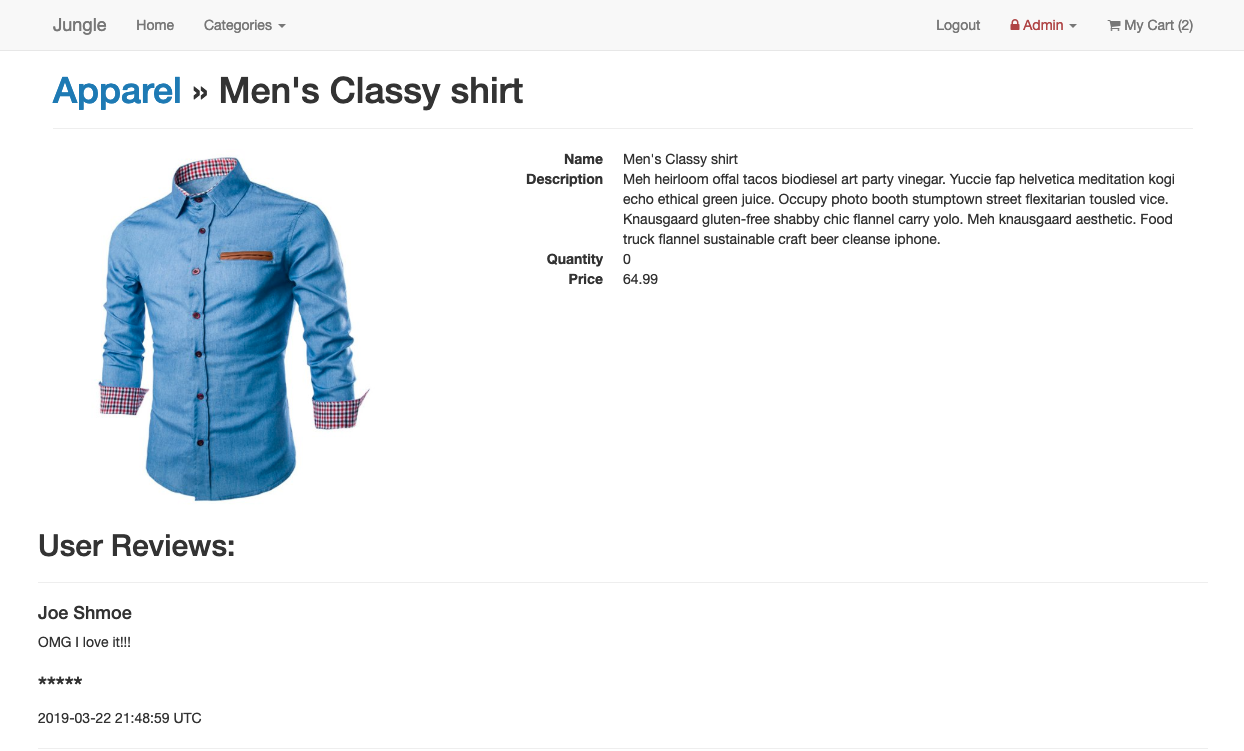 Jungle Home Categories Logout Admin My Cart (2)
Apparel » Men's Classy shirt
Name Men's Classy shirt
Description Meh heirloom offal tacos biodiesel art party vinegar. Yuccie fap helvetica meditation kogi
echo ethical green juice. Occupy photo booth stumptown street flexitarian tousled vice.
Knausgaard gluten-free shabby chic flannel carry yolo. Meh knausgaard aesthetic. Food
truck flannel sustainable craft beer cleanse iphone.
Quantity 0
Price 64.99
User Reviews:
Joe Shmoe
OMG I love it!!!
*****
2019-03-22 21:48:59 UTC